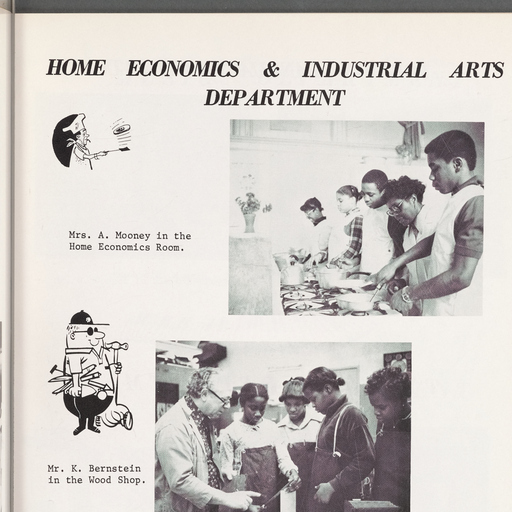 HOME ECONOMICS & INDUSTRIAL ARTS
DEPARTMENT
Mrs. A. Mooney in the
Home Economics Room.
Mr. K. Bernstein
in the Wood Shop.